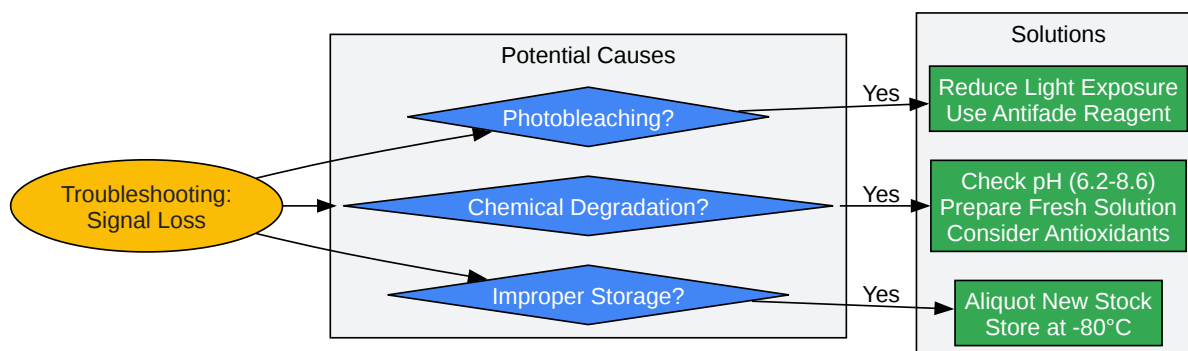 Troubleshooting:
Signal Loss
Potential Causes
Photobleaching?
Chemical Degradation?
Improper Storage?
Yes
Yes
Yes
Solutions
Reduce Light Exposure
Use Antifade Reagent
Check pH (6.2-8.6)
Prepare Fresh Solution
Consider Antioxidants
Aliquot New Stock
Store at -80°C